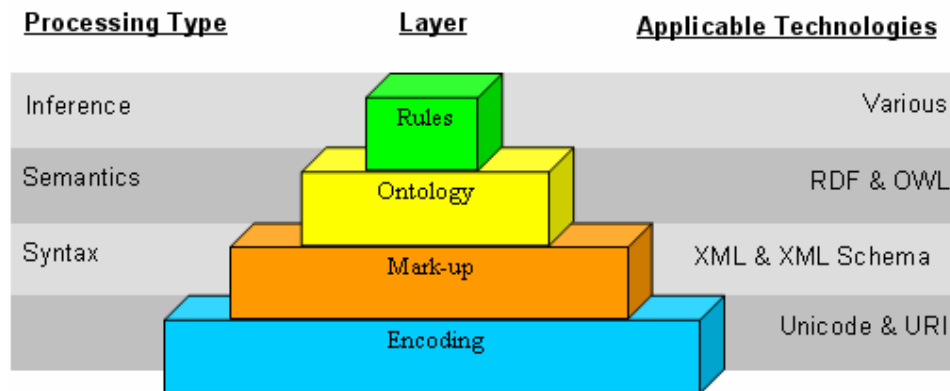 Processing Type Layer Applicable Technologies
Inference Rules Various
Semantics Ontology RDF & OWL
Syntax Mark-up XML & XML Schema
Encoding Unicode & URI